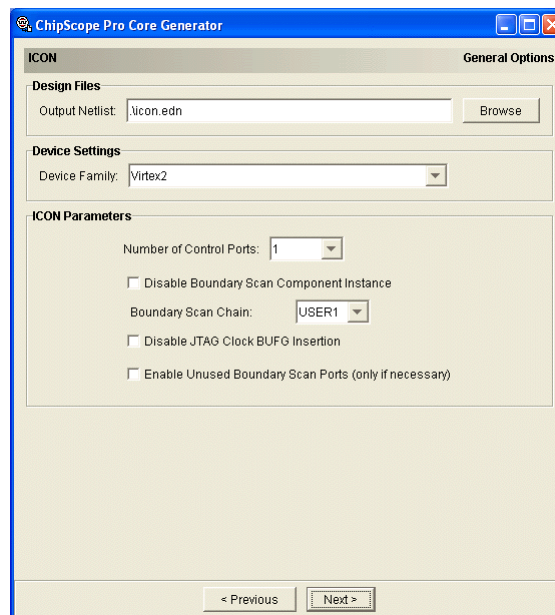 ChipScope Pro Core Generator
ICON General Options
Design Files
Output Netlist: .\icon.edn Browse
Device Settings
Device Family: Virtex2
ICON Parameters
Number of Control Ports: 1
Disable Boundary Scan Component Instance
Boundary Scan Chain: USER1
Disable JTAG Clock BUFG Insertion
Enable Unused Boundary Scan Ports (only if necessary)
< Previous Next >